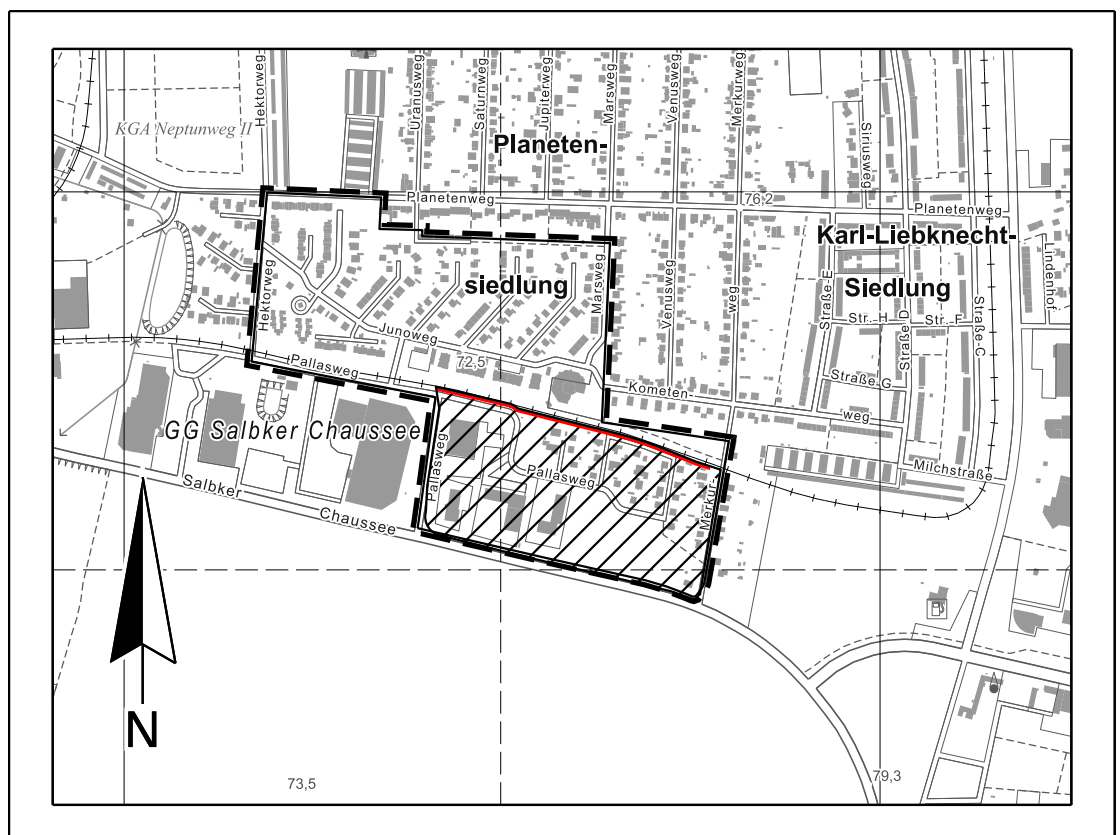 Hektorweg
Uranusweg
Saturnweg
Jupiterweg
Marsweg
Venusweg
Merkurweg
KGA Neptunweg II
Planeten-
Siriusweg
Planetenweg
76,2
Planetenweg
Karl-Liebknecht-
Lindenhof
Hektorweg
siedlung
Marsweg
Venusweg
weg
Straße-E
Siedlung
Str.-H
Straße D
Str.-F
Straße-C
Junoweg
72,5
Pallasweg
Kometen
Straße-G
weg
GG Salbker Chaussee
Pallasweg
Pallasweg
Merkur-
Milchstraße
Salbker
Chaussee
N
73,5
79,3